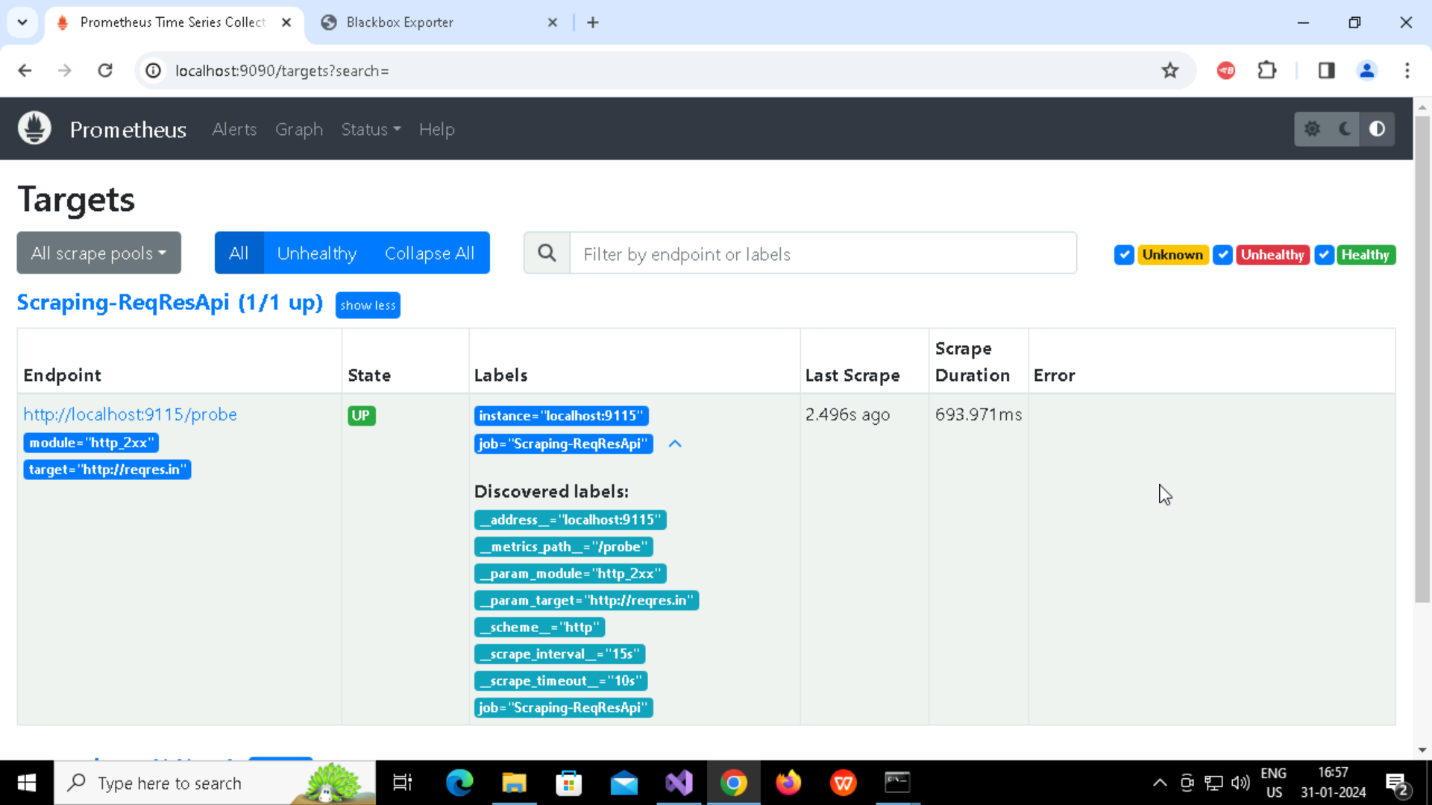 Prometheus Time Series Collect
Blackbox Exporter
localhost:9090/targets?search=
Prometheus Alerts Graph Status Help
Targets
All scrape pools All Unhealthy Collapse All Filter by endpoint or labels Unknown Unhealthy Healthy
Scraping-ReqResApi (1/1 up) show less
Endpoint State Labels Last Scrape Scrape Duration Error
http://localhost:9115/probe UP instance="localhost:9115" 2.496s ago 693.971ms
module="http_2xx" job="Scraping-ReqResApi"
target="http://reqres.in"
Discovered labels:
__address__="localhost:9115"
__metrics_path__="/probe"
__param_module="http_2xx"
__param_target="http://reqres.in"
__scheme__="http"
__scrape_interval__="15s"
__scrape_timeout__="10s"
job="Scraping-ReqResApi"
Type here to search
ENG
US
16:57
31-01-2024
2